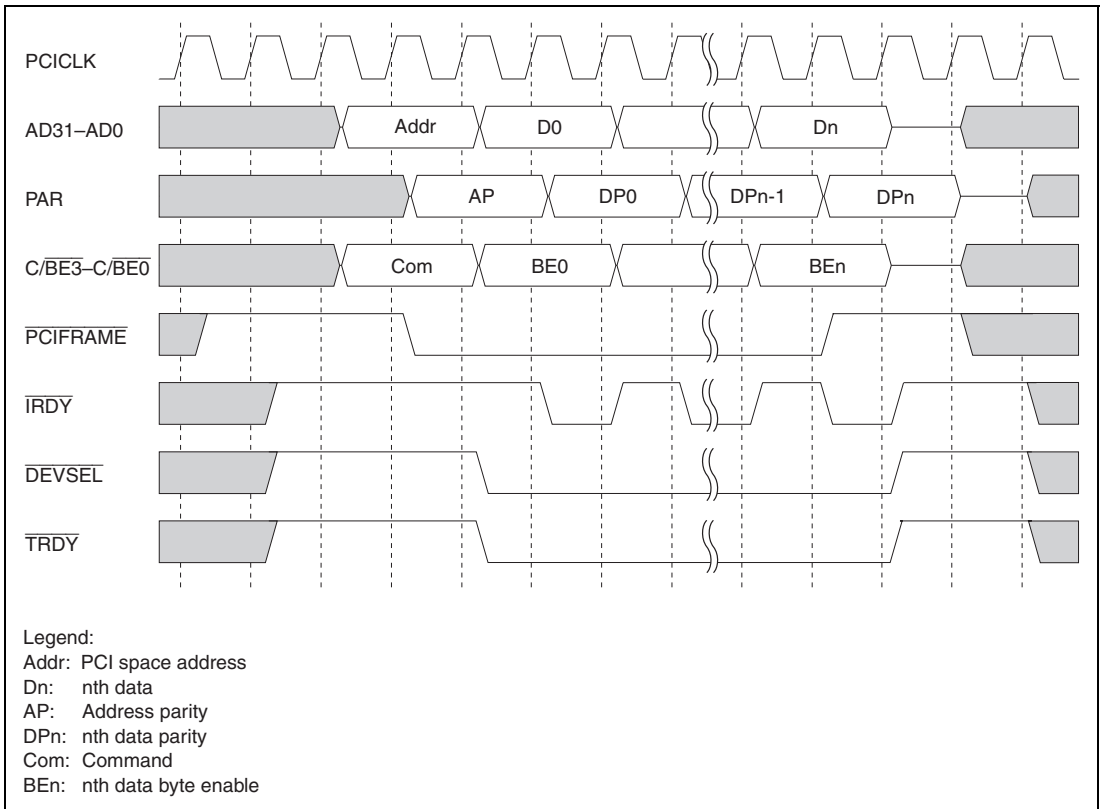 PCICLK
AD31–AD0 Addr D0 Dn
PAR AP DP0 DPn-1 DPn
C/BE3–C/BE0 Com BE0 BEn
PCIFRAME
IRDY
DEVSEL
TRDY
Legend:
Addr: PCI space address
Dn: nth data
AP: Address parity
DPn: nth data parity
Com: Command
BEn: nth data byte enable